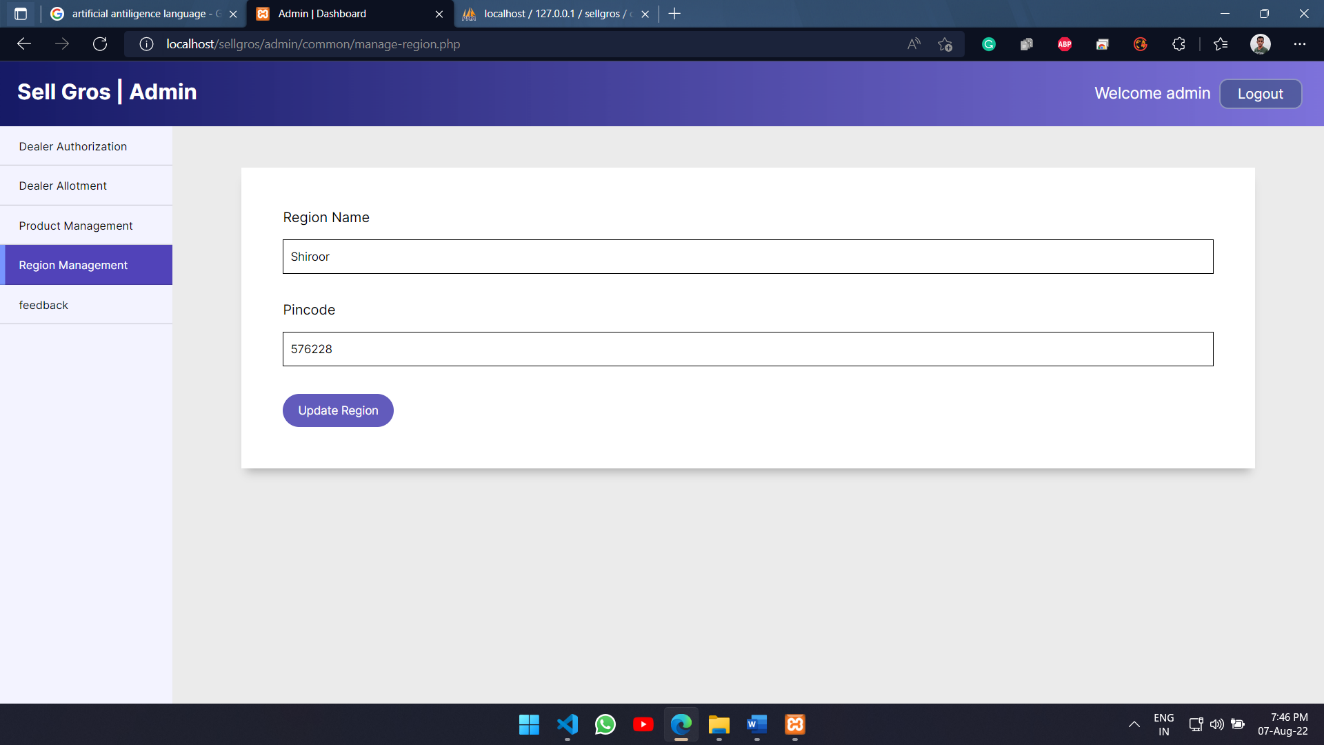 artificial antiligence language - G
Admin | Dashboard
localhost / 127.0.0.1 / sellgros /
localhost/sellgros/admin/common/manage-region.php
ABP
Sell Gros | Admin
Welcome admin
Logout
Dealer Authorization
Dealer Allotment
Product Management
Region Management
feedback
Region Name
Shiroor
Pincode
576228
Update Region
ENG
IN
7:46 PM
07-Aug-22